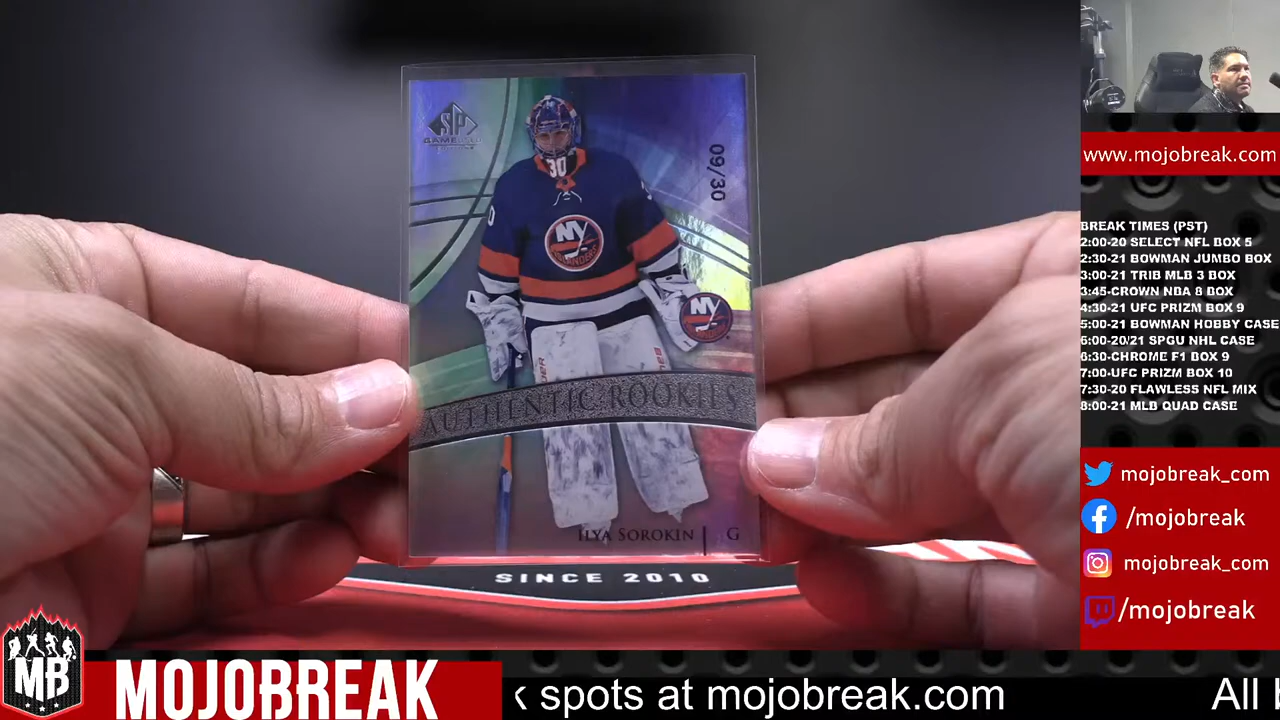 SP
GAME USED
EDITION
30
09/30
NY
NY
AUTHENTIC ROOKIES
ILYA SOROKIN | G
SINCE 2010
www.mojobreak.com
BREAK TIMES (PST)
2:00-20 SELECT NFL BOX 5
2:30-21 BOWMAN JUMBO BOX
3:00-21 TRIB MLB 3 BOX
3:45-CROWN NBA 8 BOX
4:30-21 UFC PRIZM BOX 9
5:00-21 BOWMAN HOBBY CASE
6:00-20/21 SPGU NHL CASE
6:30-CHROME F1 BOX 9
7:00-UFC PRIZM BOX 10
7:30-20 FLAWLESS NFL MIX
8:00-21 MLB QUAD CASE
mojobreak_com
/mojobreak
mojobreak_com
/mojobreak
MB
MOJOBREAK
k spots at mojobreak.com All b